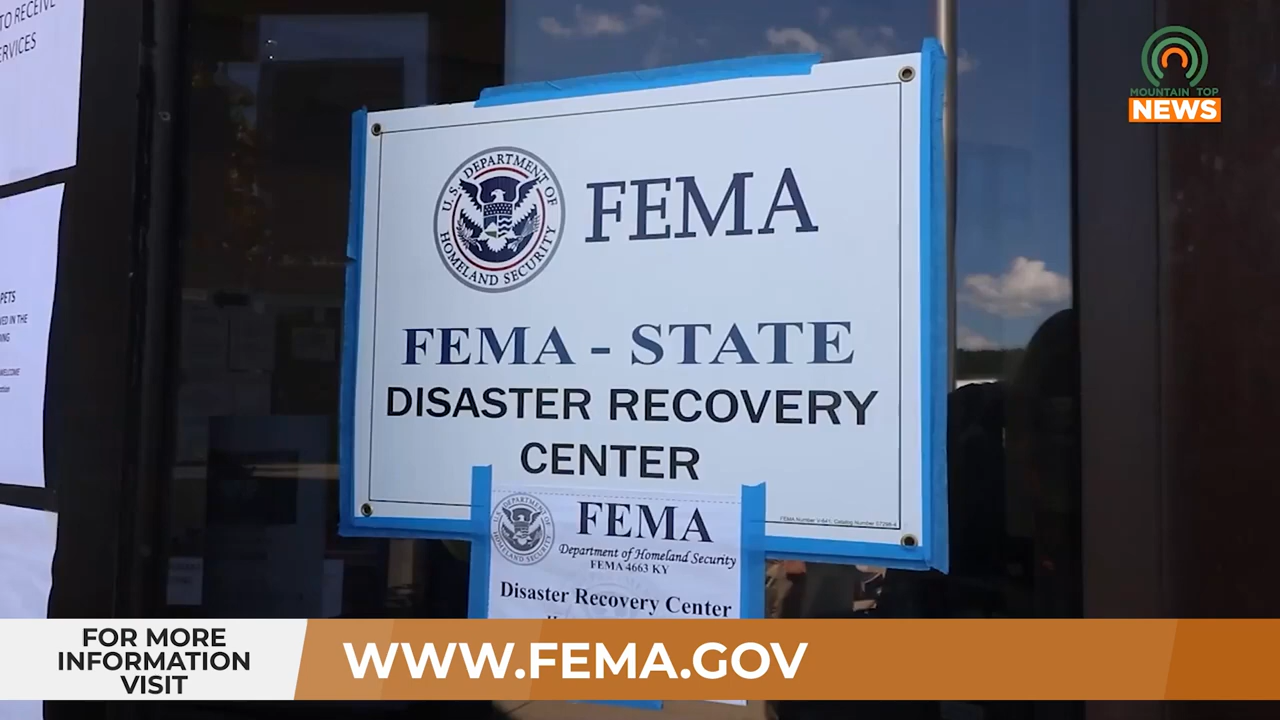 TO RECEIVE
SERVICES
PETS
WELCOME
MOUNTAIN TOP
NEWS
U.S. DEPARTMENT OF
HOMELAND SECURITY
FEMA
FEMA - STATE
DISASTER RECOVERY
CENTER
FEMA
Department of Homeland Security
FEMA 4663 KY
Disaster Recovery Center
FOR MORE
INFORMATION
VISIT
WWW.FEMA.GOV